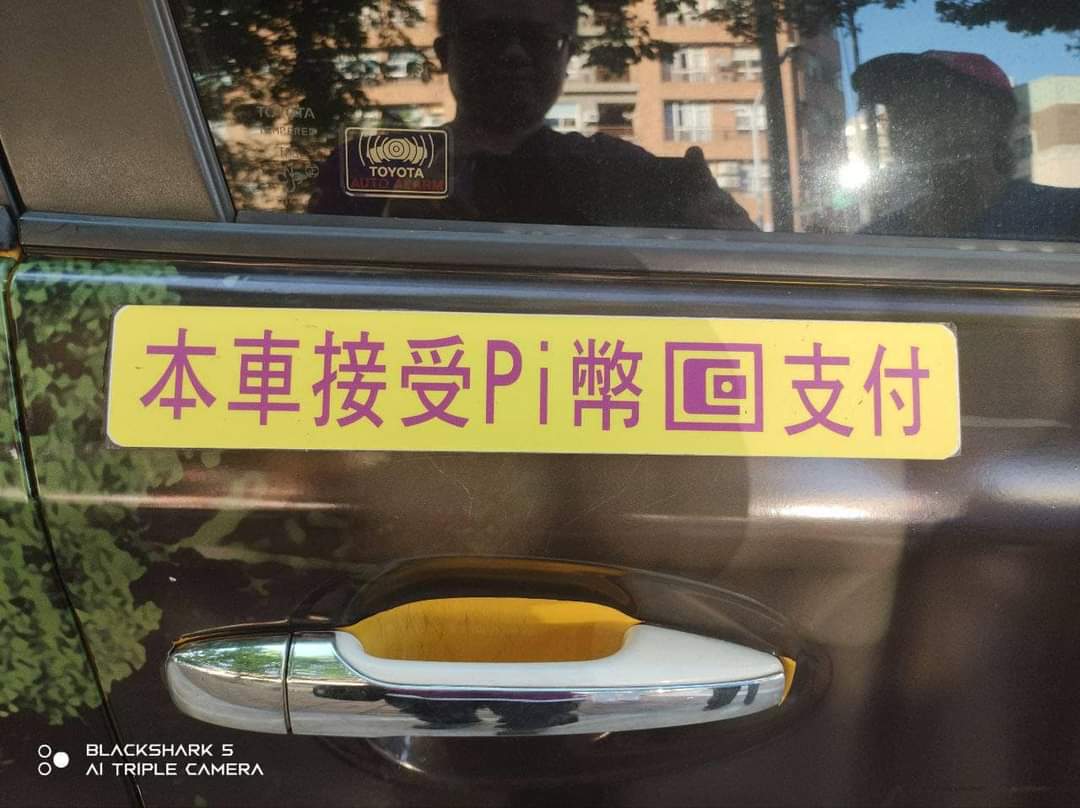 TOYOTA
TEMPERED
TOYOTA
AUTO ALARM
本車接受Pi幣支付
BLACKSHARK 5
AI TRIPLE CAMERA